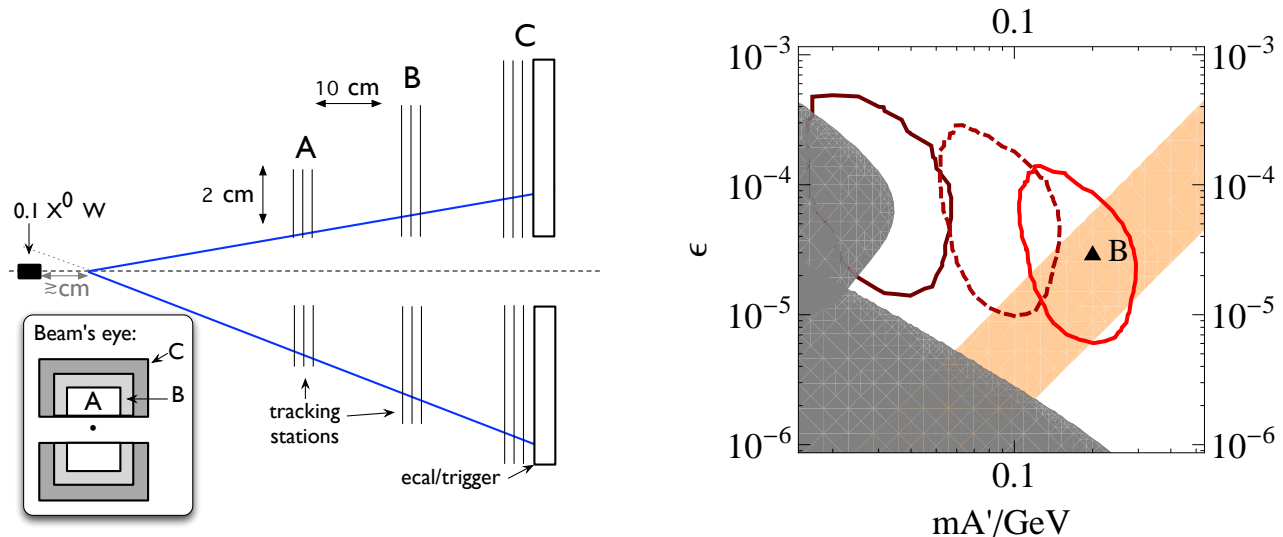 C
B
10 cm
A
2 cm
0.1 X⁰ W
≳cm
Beam's eye:
C
A
B
tracking
stations
ecal/trigger
0.1
10⁻³
10⁻³
10⁻⁴
10⁻⁴
ϵ
B
10⁻⁵
10⁻⁵
10⁻⁶
10⁻⁶
0.1
mA'/GeV